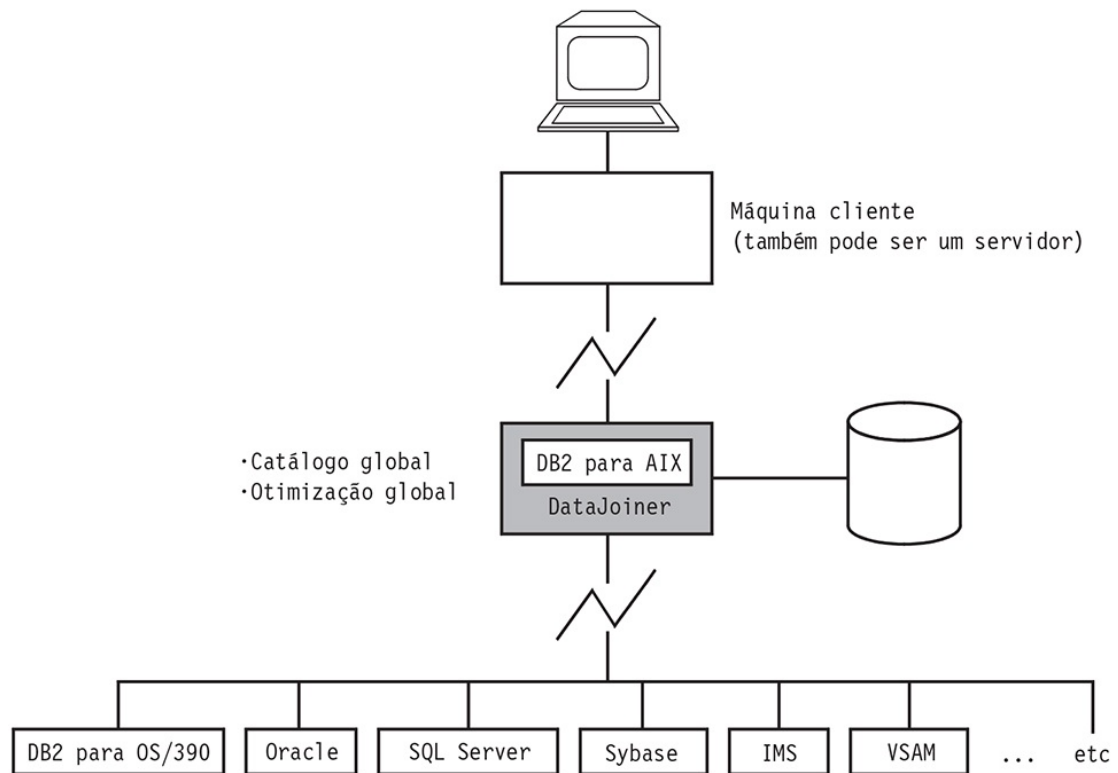 Máquina cliente
(também pode ser um servidor)
·Catálogo global
·Otimização global
DB2 para AIX
DataJoiner
DB2 para OS/390
Oracle
SQL Server
Sybase
IMS
VSAM
...
etc